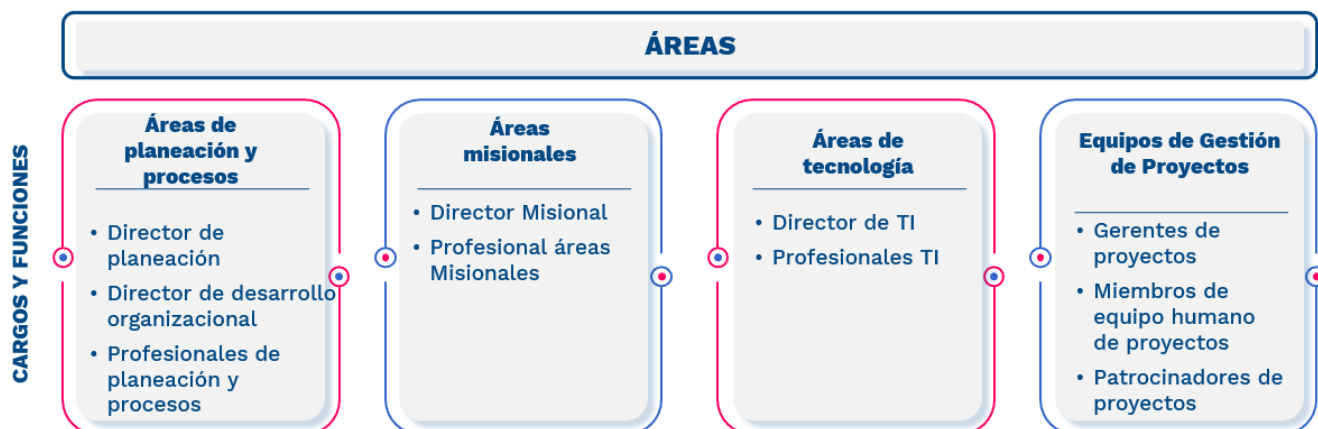 ÁREAS
CARGOS Y FUNCIONES
Áreas de
planeación y
procesos
• Director de
planeación
• Director de desarrollo
organizacional
• Profesionales de
planeación y
procesos
Áreas
misionales
• Director Misional
• Profesional áreas
Misionales
Áreas de
tecnología
• Director de TI
• Profesionales TI
Equipos de Gestión
de Proyectos
• Gerentes de
proyectos
• Miembros de
equipo humano
de proyectos
• Patrocinadores de
proyectos